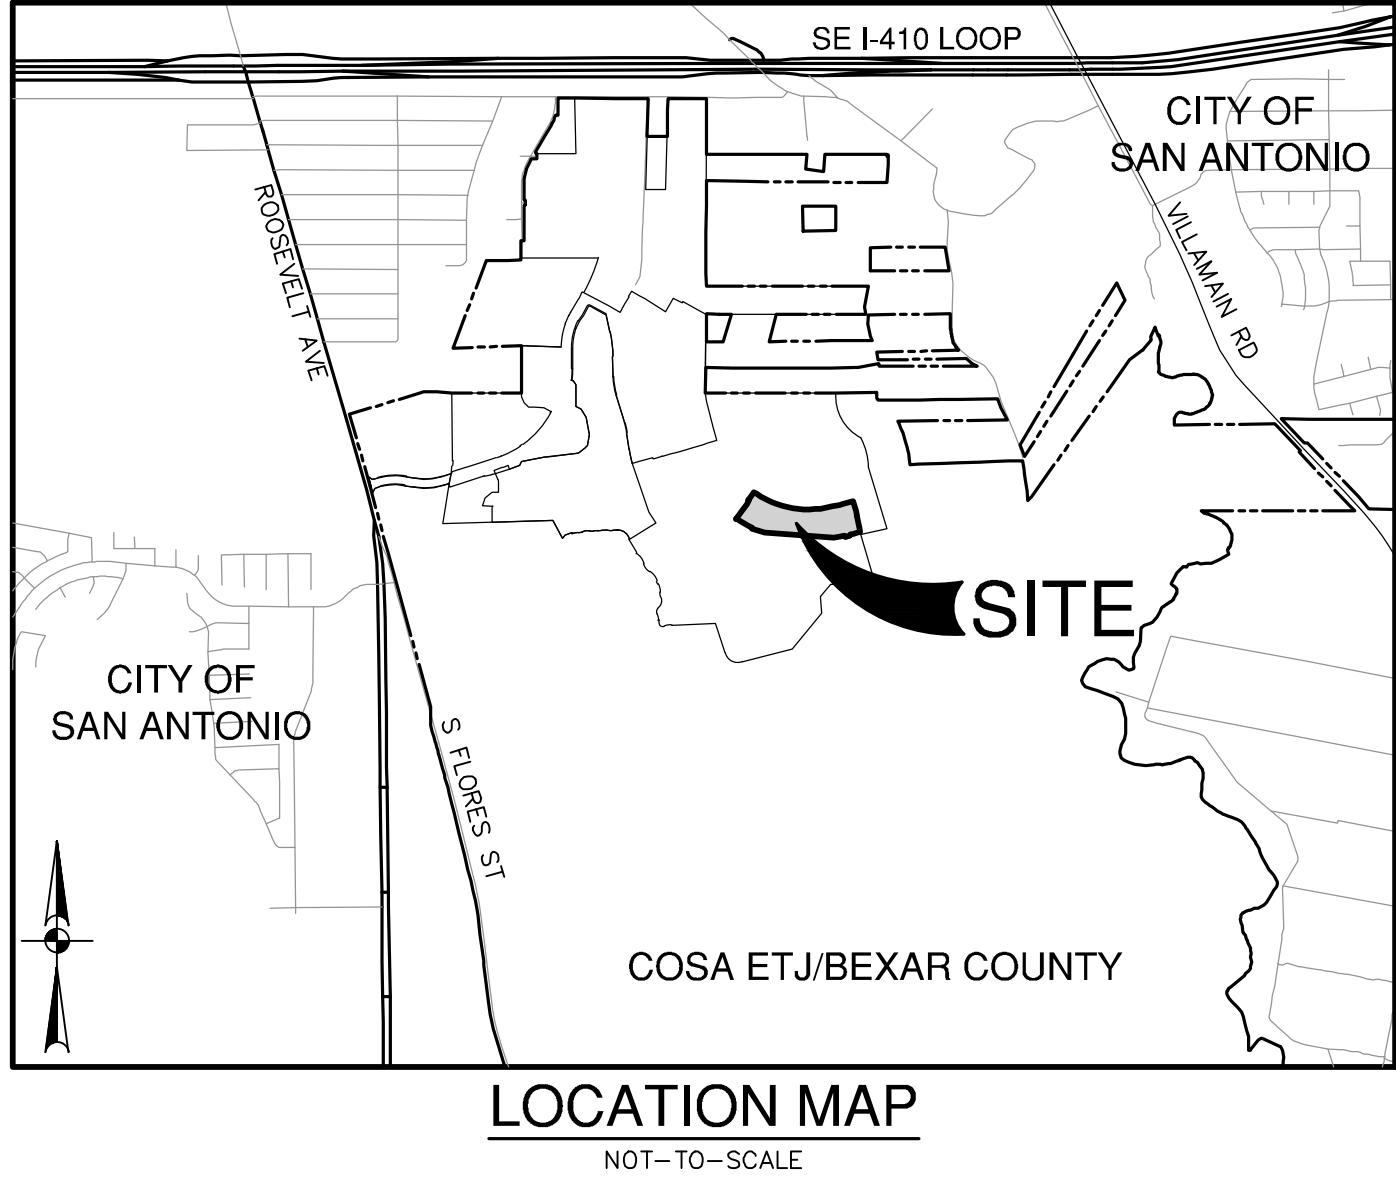 SE I-410 LOOP
CITY OF
SAN ANTONIO
ROOSEVELT AVE
VILLAMAIN RD
SITE
CITY OF
SAN ANTONIO
S FLORES ST
COSA ETJ/BEXAR COUNTY
LOCATION MAP
NOT-TO-SCALE